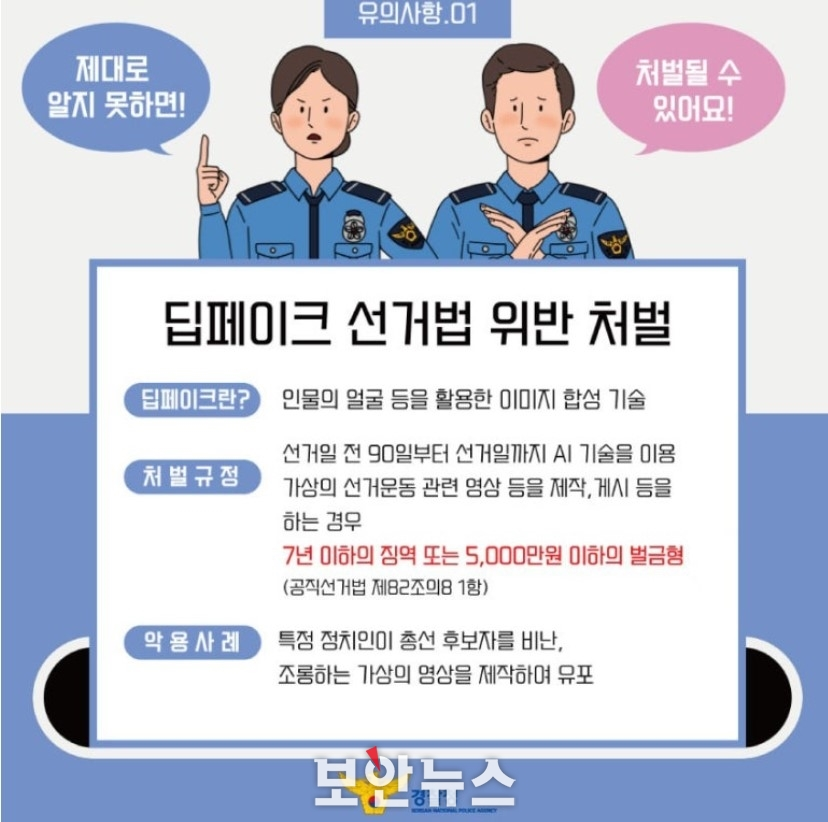 유의사항.01
제대로
알지 못하면!
처벌될 수
있어요!
딥페이크 선거법 위반 처벌
딥페이크란?
인물의 얼굴 등을 활용한 이미지 합성 기술
처벌규정
선거일 전 90일부터 선거일까지 AI 기술을 이용
가상의 선거운동 관련 영상 등을 제작,게시 등을
하는 경우
7년 이하의 징역 또는 5,000만원 이하의 벌금형
(공직선거법 제82조의8 1항)
악용사례
특정 정치인이 총선 후보자를 비난,
조롱하는 가상의 영상을 제작하여 유포
보안뉴스
KOREAN NATIONAL POLICE AGENCY